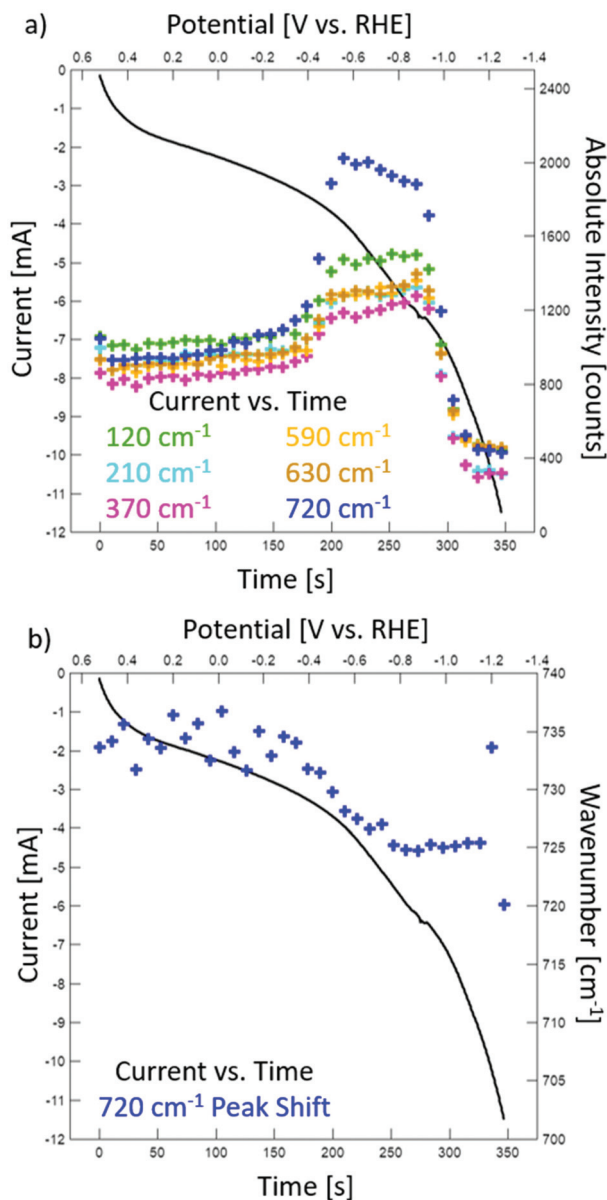 a)
Potential [V vs. RHE]
0.6 0.4 0.2 0.0 -0.2 -0.4 -0.6 -0.8 -1.0 -1.2 -1.4
0
-1
-2
-3
-4
-5
-6
-7
-8
-9
-10
-11
-12
Current [mA]
2400
2000
1600
1200
800
400
0
Absolute Intensity [counts]
Current vs. Time
120 cm⁻¹ 590 cm⁻¹
210 cm⁻¹ 630 cm⁻¹
370 cm⁻¹ 720 cm⁻¹
0 50 100 150 200 250 300 350
Time [s]
b)
Potential [V vs. RHE]
0.6 0.4 0.2 0.0 -0.2 -0.4 -0.6 -0.8 -1.0 -1.2 -1.4
0
-1
-2
-3
-4
-5
-6
-7
-8
-9
-10
-11
-12
Current [mA]
740
735
730
725
720
715
710
705
700
Wavenumber [cm⁻¹]
Current vs. Time
720 cm⁻¹ Peak Shift
0 50 100 150 200 250 300 350
Time [s]